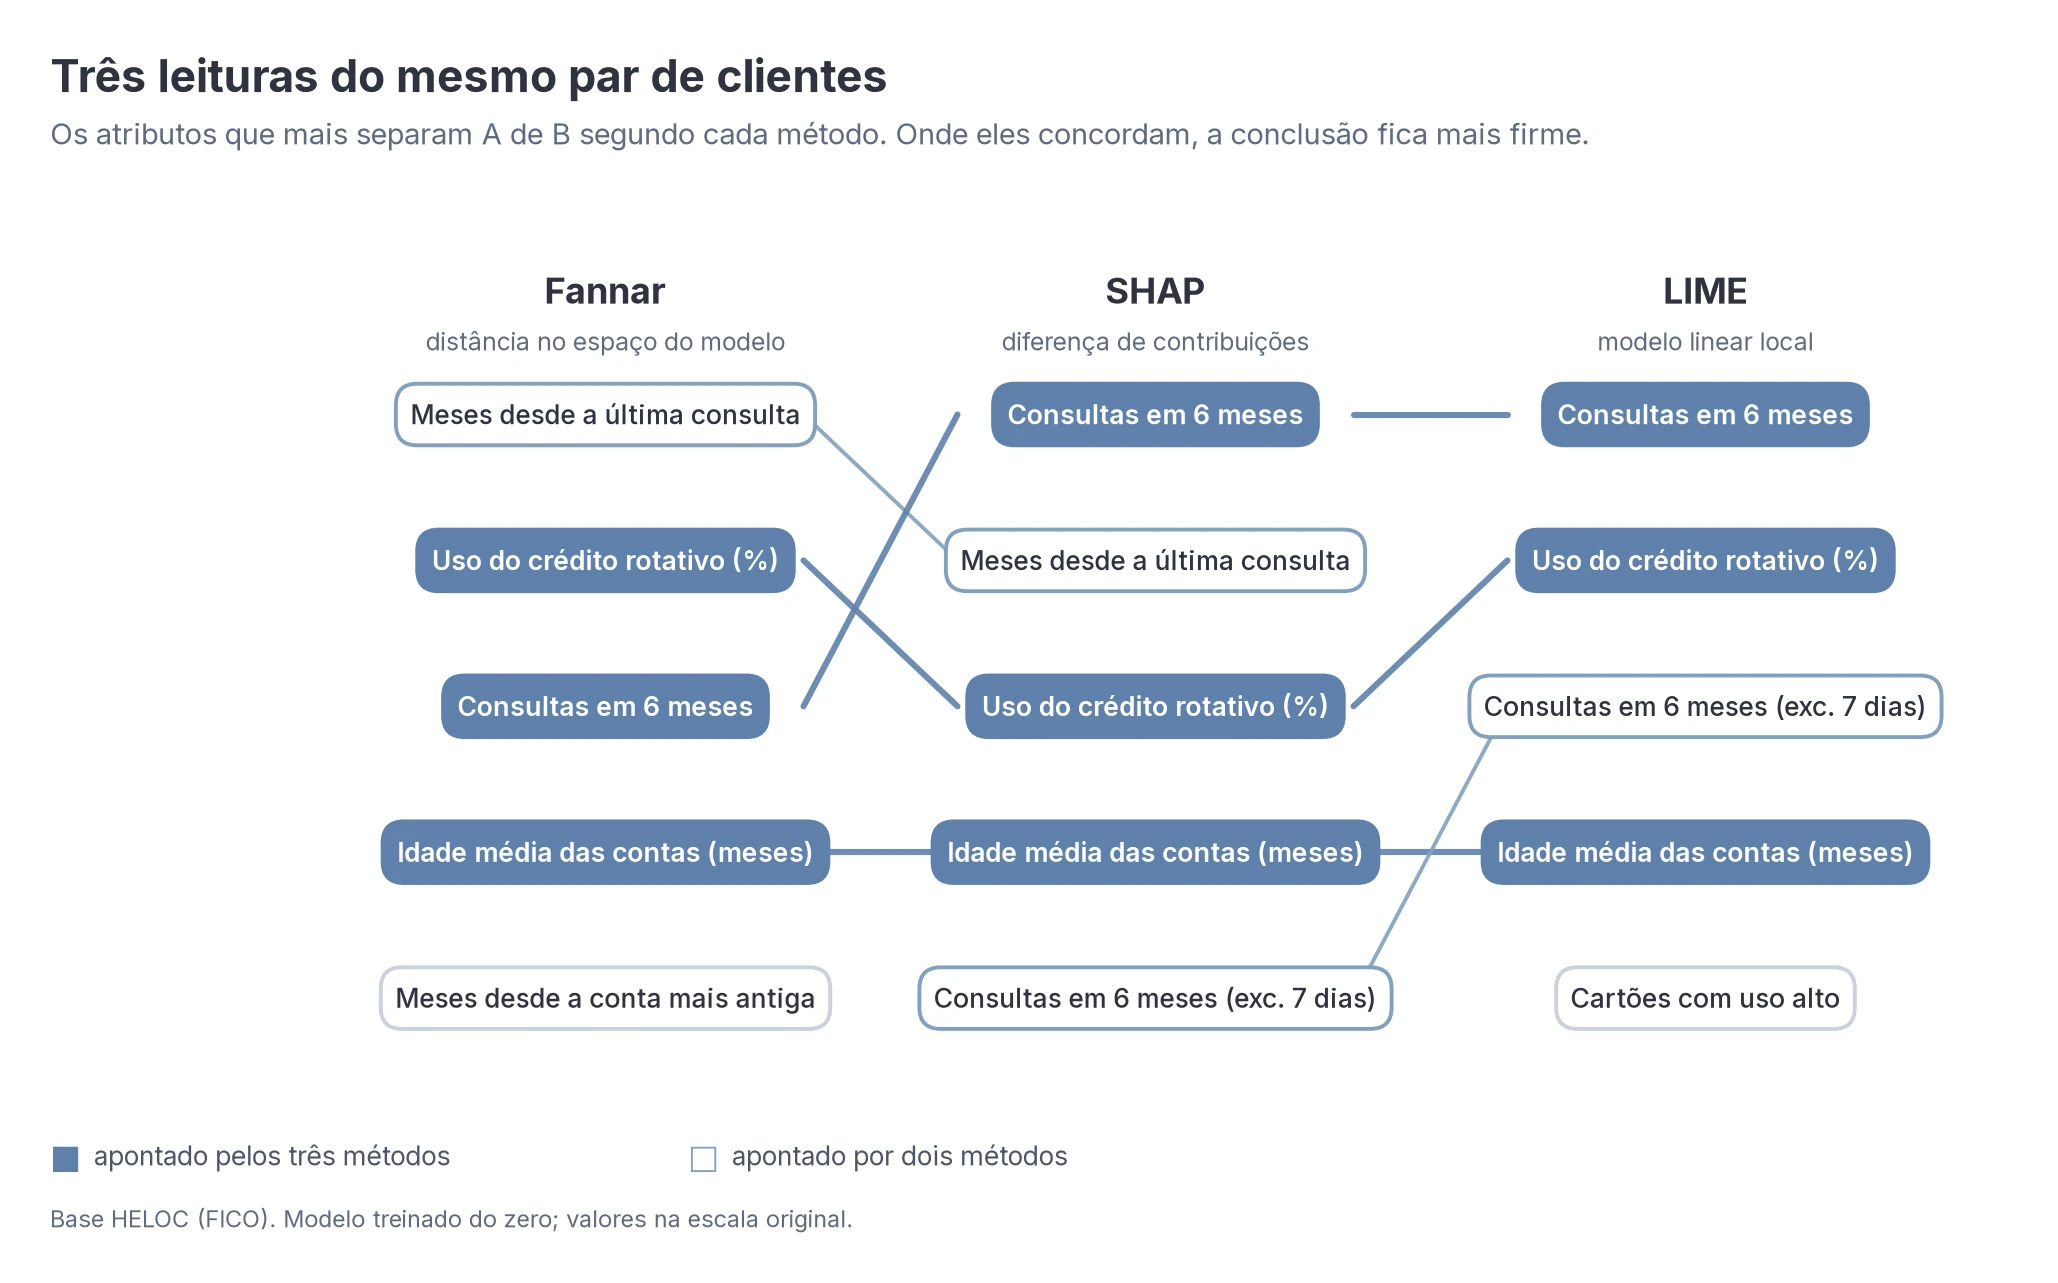 Três leituras do mesmo par de clientes
Os atributos que mais separam A de B segundo cada método. Onde eles concordam, a conclusão fica mais firme.
Fannar
distância no espaço do modelo
Meses desde a última consulta
Uso do crédito rotativo (%)
Consultas em 6 meses
Idade média das contas (meses)
Meses desde a conta mais antiga
SHAP
diferença de contribuições
Consultas em 6 meses
Meses desde a última consulta
Uso do crédito rotativo (%)
Idade média das contas (meses)
Consultas em 6 meses (exc. 7 dias)
LIME
modelo linear local
Consultas em 6 meses
Uso do crédito rotativo (%)
Consultas em 6 meses (exc. 7 dias)
Idade média das contas (meses)
Cartões com uso alto
apontado pelos três métodos
apontado por dois métodos
Base HELOC (FICO). Modelo treinado do zero; valores na escala original.